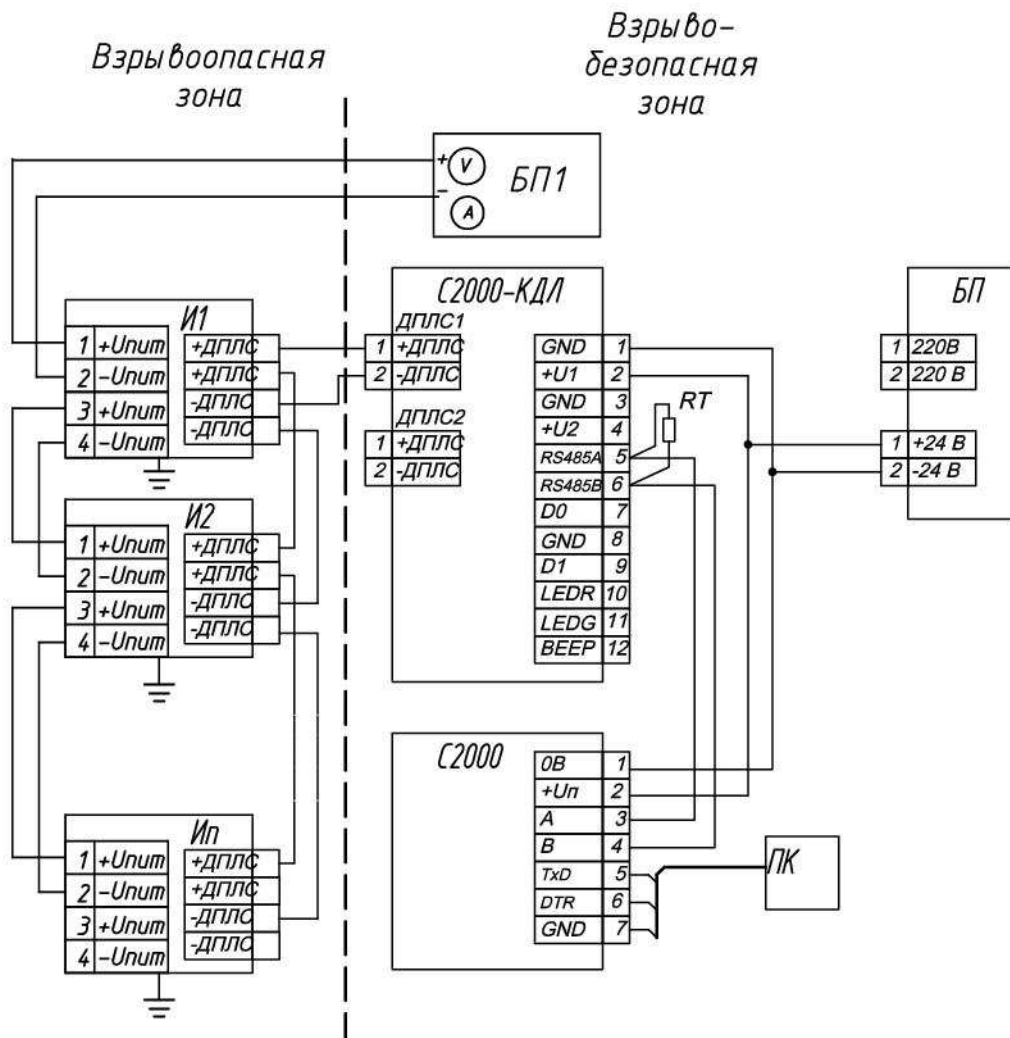 Взрывоопасная
зона
Взрыво-
безопасная
зона
+ V
- A
БП1
И1
1 +Uпит
2 -Uпит
3 +Uпит
4 -Uпит
+ДПЛС
+ДПЛС
-ДПЛС
-ДПЛС
И2
1 +Uпит
2 -Uпит
3 +Uпит
4 -Uпит
+ДПЛС
+ДПЛС
-ДПЛС
-ДПЛС
Ип
1 +Uпит
2 -Uпит
3 +Uпит
4 -Uпит
+ДПЛС
+ДПЛС
-ДПЛС
-ДПЛС
С2000-КДЛ
ДПЛС1
1 +ДПЛС
2 -ДПЛС
ДПЛС2
1 +ДПЛС
2 -ДПЛС
GND 1
+U1 2
GND 3
+U2 4
RS485A 5
RS485B 6
D0 7
GND 8
D1 9
LEDR 10
LEDG 11
BEEP 12
RT
БП
1 220В
2 220 В
1 +24 В
2 -24 В
С2000
0В 1
+Uп 2
A 3
B 4
TxD 5
DTR 6
GND 7
ПК